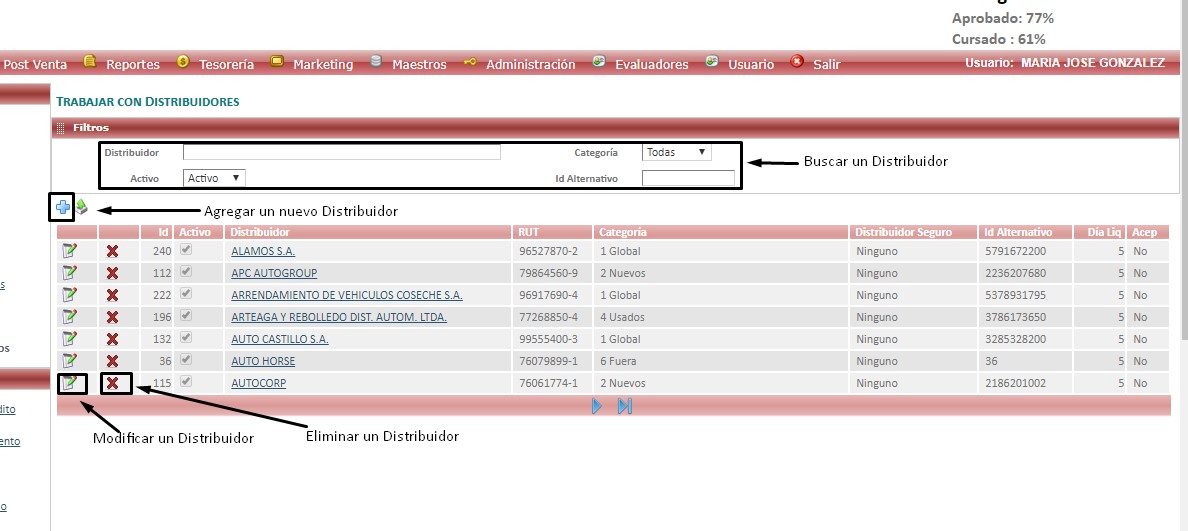 Aprobado: 77%
Cursado : 61%
Post Venta Reportes Tesorería Marketing Maestros Administración Evaluadores Usuario Salir Usuario: MARIA JOSE GONZALEZ
TRABAJAR CON DISTRIBUIDORES
Filtros
Distribuidor Categoría Todas
Buscar un Distribuidor
Activo Activo Id Alternativo
Agregar un nuevo Distribuidor
Id Activo Distribuidor RUT Categoría Distribuidor Seguro Id Alternativo Día Liq Acep
240 ALAMOS S.A. 96527870-2 1 Global Ninguno 5791672200 5 No
112 APC AUTOGROUP 79864560-9 2 Nuevos Ninguno 2236207680 5 No
222 ARRENDAMIENTO DE VEHICULOS COSECHE S.A. 96917690-4 1 Global Ninguno 5378931795 5 No
196 ARTEAGA Y REBOLLEDO DIST. AUTOM. LTDA. 77268850-4 4 Usados Ninguno 3786173650 5 No
132 AUTO CASTILLO S.A. 99555400-3 1 Global Ninguno 3285328200 5 No
36 AUTO HORSE 76079899-1 6 Fuera Ninguno 36 5 No
115 AUTOCORP 76061774-1 2 Nuevos Ninguno 2186201002 5 No
Modificar un Distribuidor
Eliminar un Distribuidor
s
os
dito
ento
o